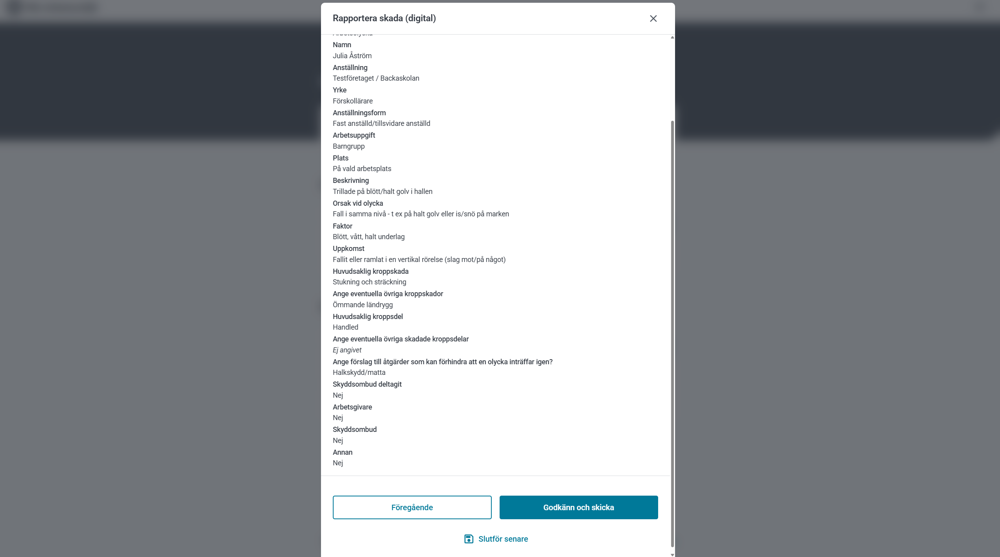 Rapportera skada (digital)
Namn
Julia Åström
Anställning
Testföretaget / Backaskolan
Yrke
Förskollärare
Anställningsform
Fast anställd/tillsvidare anställd
Arbetsuppgift
Barngrupp
Plats
På vald arbetsplats
Beskrivning
Trillade på blött/halt golv i hallen
Orsak vid olycka
Fall i samma nivå - t ex på halt golv eller is/snö på marken
Faktor
Blött, vått, halt underlag
Uppkomst
Fallit eller ramlat i en vertikal rörelse (slag mot/på något)
Huvudsaklig kroppskada
Stukning och sträckning
Ange eventuella övriga kroppskador
Ömmande ländrygg
Huvudsaklig kroppsdel
Handled
Ange eventuella övriga skadade kroppsdelar
Ej angivet
Ange förslag till åtgärder som kan förhindra att en olycka inträffar igen?
Halkskydd/matta
Skyddsombud deltagit
Nej
Arbetsgivare
Nej
Skyddsombud
Nej
Annan
Nej
Föregående
Godkänn och skicka
Slutför senare